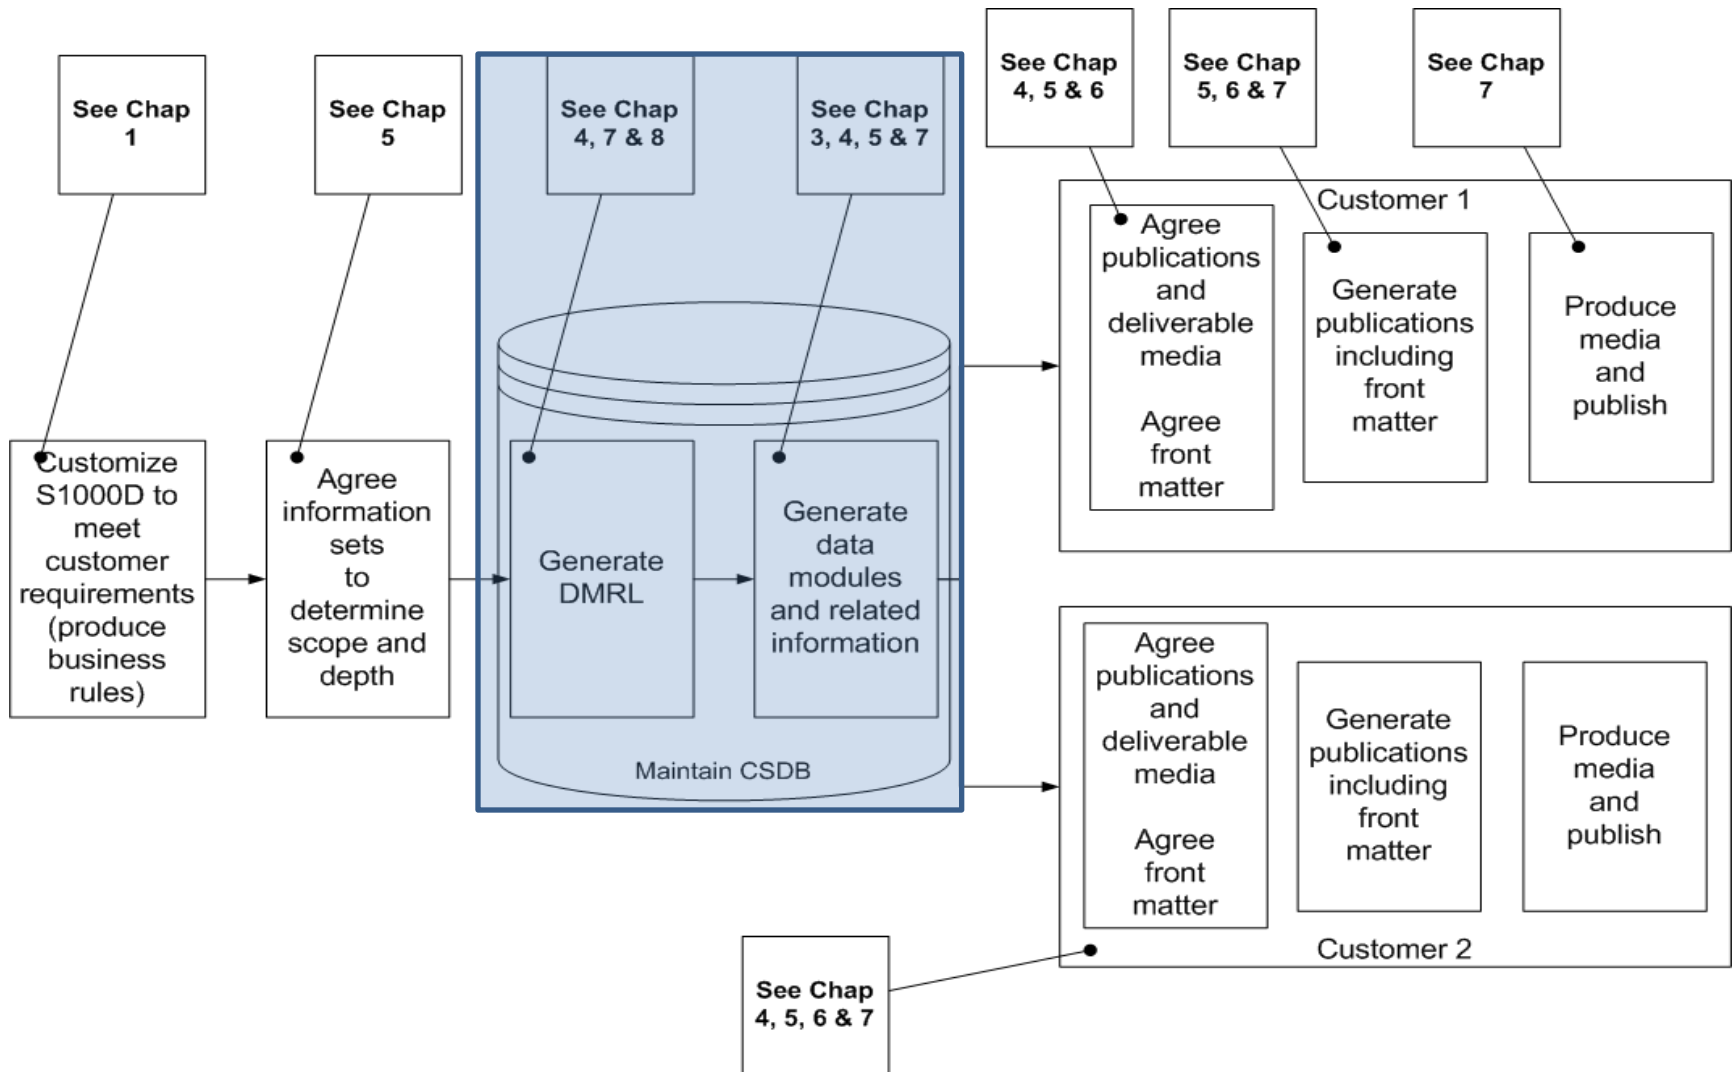 See Chap
1
See Chap
5
See Chap
4, 7 & 8
See Chap
3, 4, 5 & 7
See Chap
4, 5 & 6
See Chap
5, 6 & 7
See Chap
7
Customize
S1000D to
meet
customer
requirements
(produce
business
rules)
Agree
information
sets
to
determine
scope and
depth
Generate
DMRL
Generate
data
modules
and related
information
Maintain CSDB
Customer 1
Agree
publications
and
deliverable
media
Agree
front
matter
Generate
publications
including
front
matter
Produce
media
and
publish
Agree
publications
and
deliverable
media
Agree
front
matter
Generate
publications
including
front
matter
Produce
media
and
publish
Customer 2
See Chap
4, 5, 6 & 7